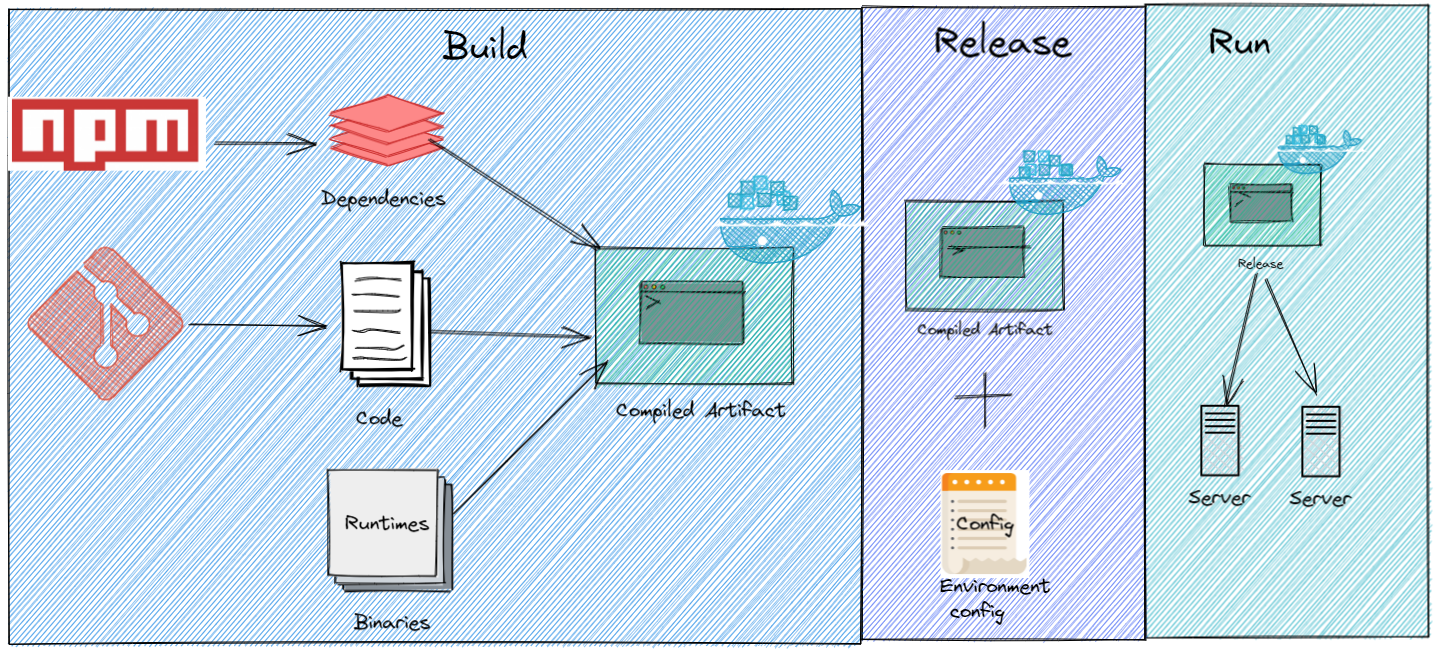 Build
Release
Run
npm
Dependencies
Code
Runtimes
Binaries
Compiled Artifact
Compiled Artifact
Config
Environment
config
Release
Server
Server